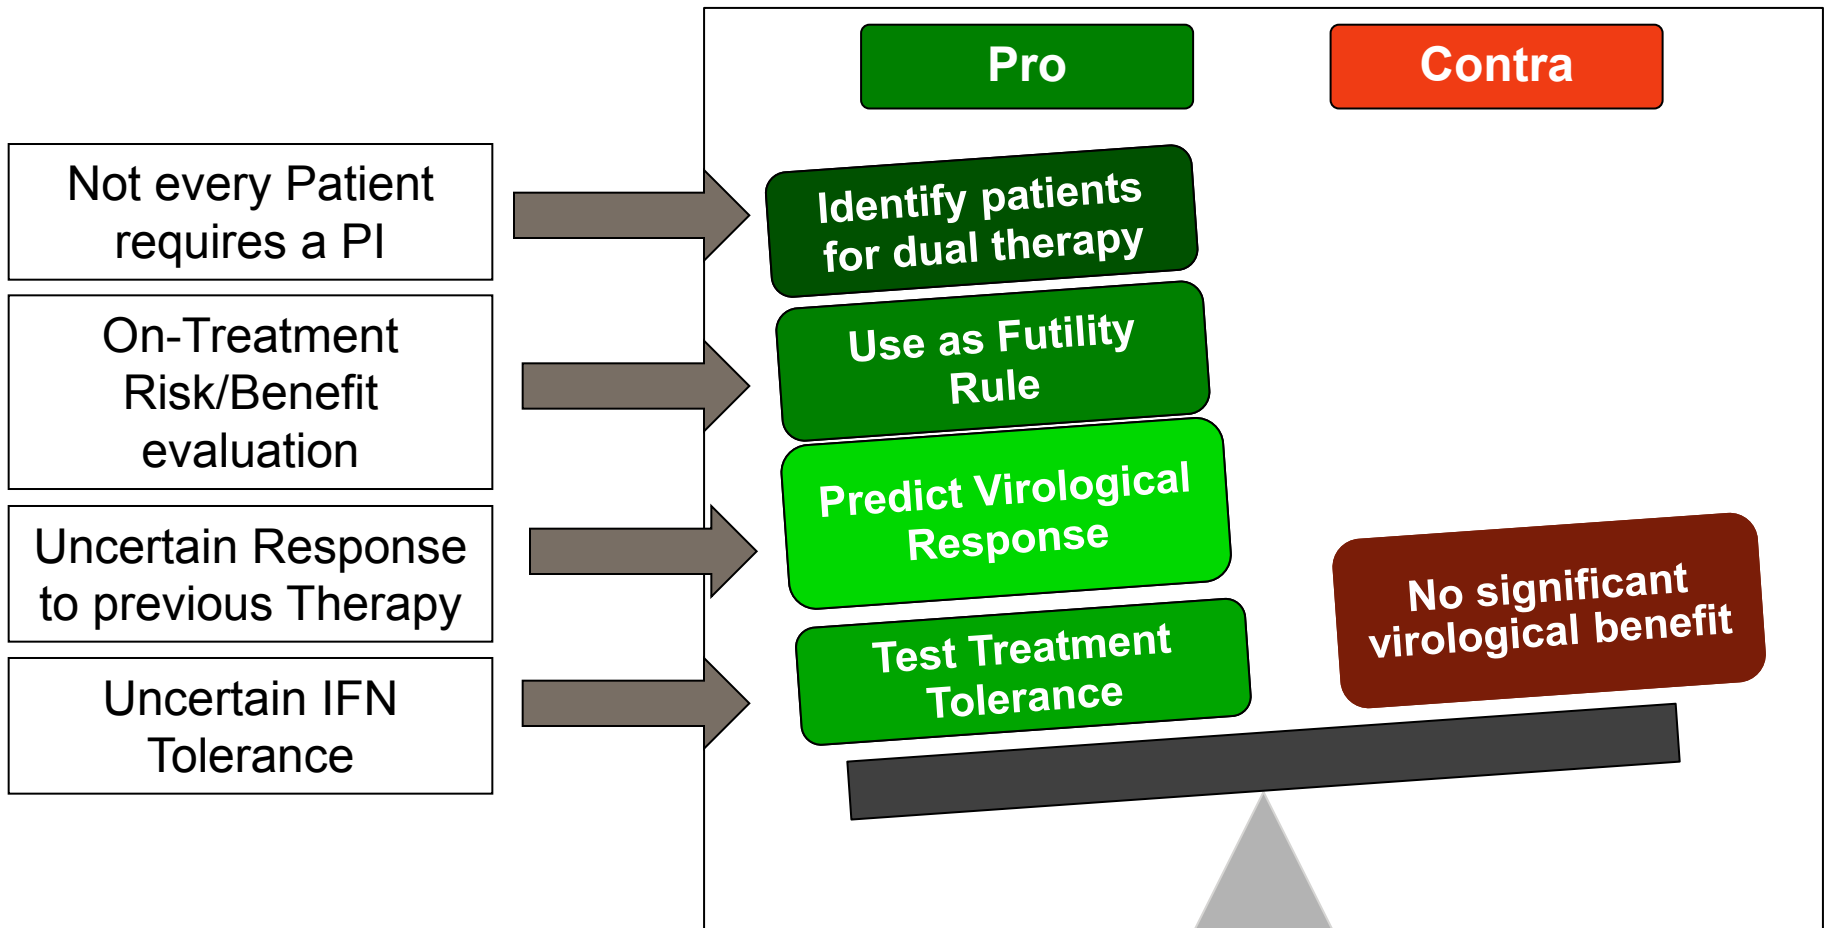 Pro
Contra
Not every Patient
requires a PI
Identify patients
for dual therapy
On-Treatment
Risk/Benefit
evaluation
Use as Futility
Rule
Uncertain Response
to previous Therapy
Predict Virological
Response
Uncertain IFN
Tolerance
Test Treatment
Tolerance
No significant
virological benefit